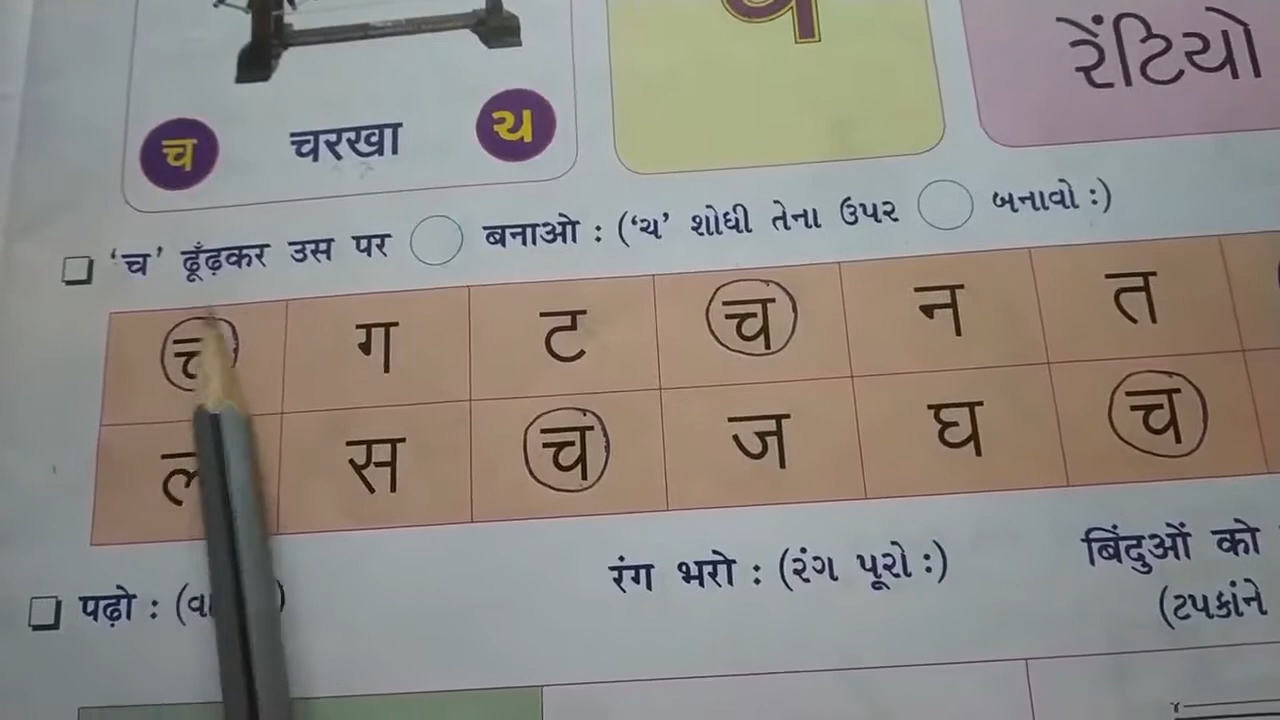 રેંટિયો
च चरखा ચ
'च' ढूँढ़कर उस पर बनाओ : ('ચ' શોધી તેના ઉપર બનાવો :)
च ग ट च न त
ल स च ज घ च
पढ़ो : रंग भरो : (રંગ પૂરો :) बिंदुओं को
(ટપકાંને